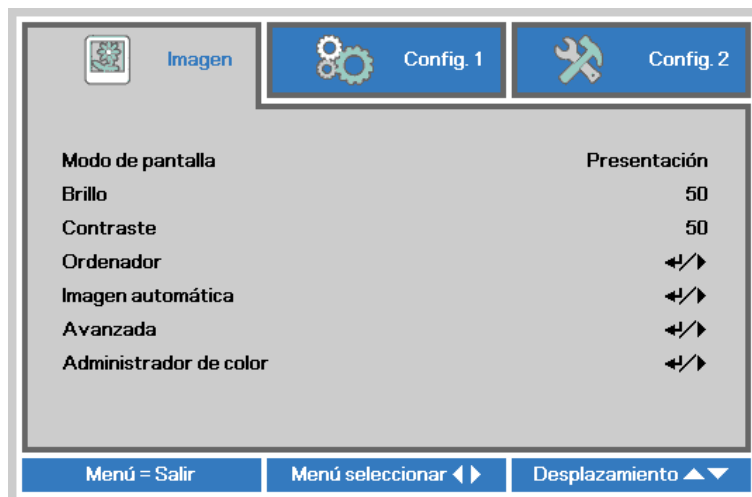 Imagen Config. 1 Config. 2
Modo de pantalla Presentación
Brillo 50
Contraste 50
Ordenador ↵/▶
Imagen automática ↵/▶
Avanzada ↵/▶
Administrador de color ↵/▶
Menú = Salir Menú seleccionar ◀▶ Desplazamiento ▲▼